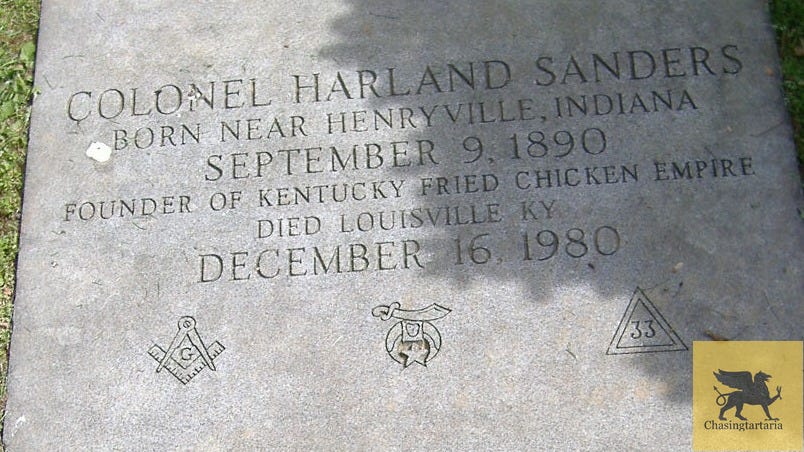 COLONEL HARLAND SANDERS
BORN NEAR HENRYVILLE, INDIANA
SEPTEMBER 9, 1890
FOUNDER OF KENTUCKY FRIED CHICKEN EMPIRE
DIED LOUISVILLE KY
DECEMBER 16, 1980
G
33
Chasingtartaria